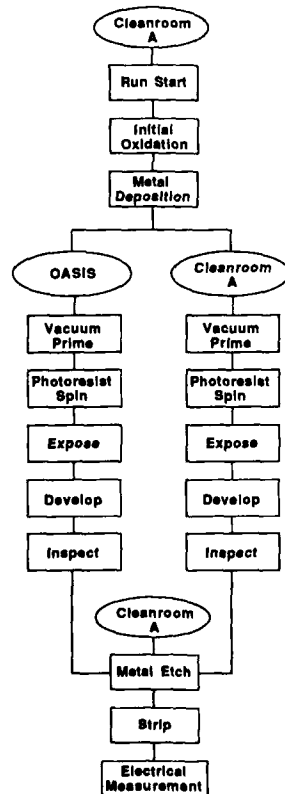 Cleanroom
A
Run Start
Initial
Oxidation
Metal
Deposition
OASIS
Vacuum
Prime
Photoresist
Spin
Expose
Develop
Inspect
Cleanroom
A
Vacuum
Prime
Photoresist
Spin
Expose
Develop
Inspect
Cleanroom
A
Metal Etch
Strip
Electrical
Measurement